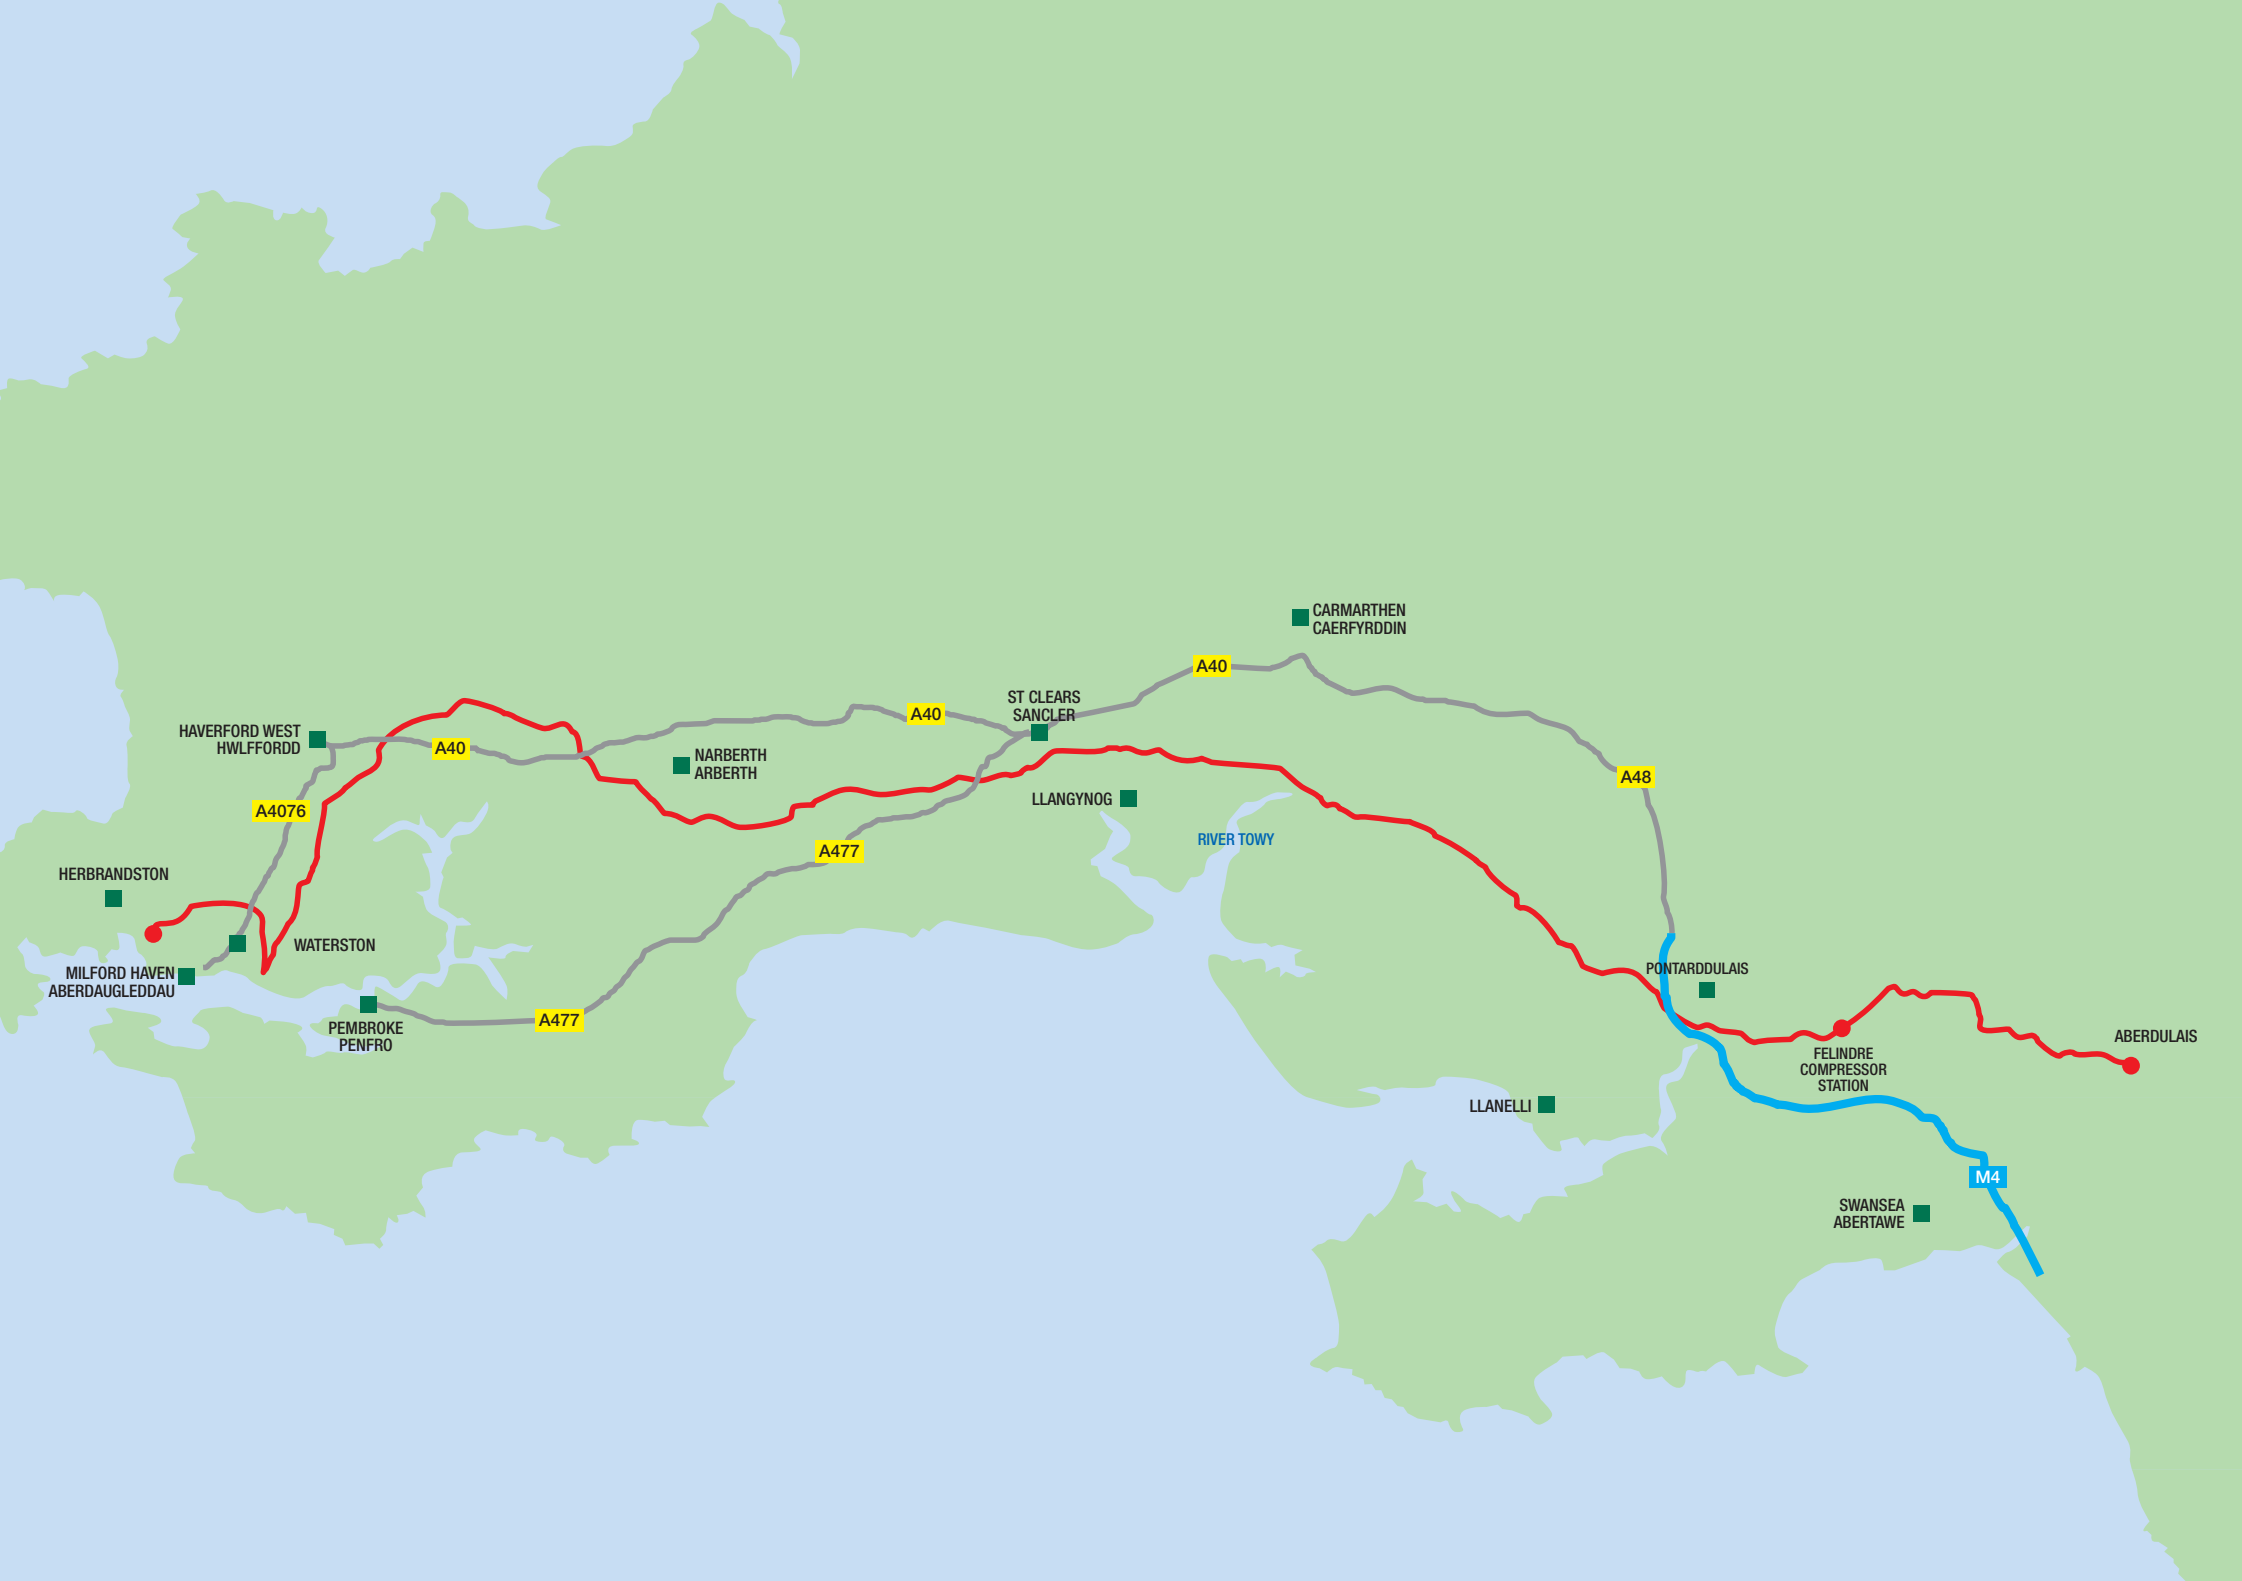 CARMARTHEN
CAERFYRDDIN
A40
ST CLEARS
SANCLER
A40
HAVERFORD WEST
HWLFFORDD
A40
NARBERTH
ARBERTH
A48
LLANGYNOG
A4076
RIVER TOWY
A477
HERBRANDSTON
WATERSTON
MILFORD HAVEN
ABERDAUGLEDDAU
PONTARDDULAIS
A477
PEMBROKE
PENFRO
ABERDULAIS
FELINDRE
COMPRESSOR
STATION
LLANELLI
M4
SWANSEA
ABERTAWE